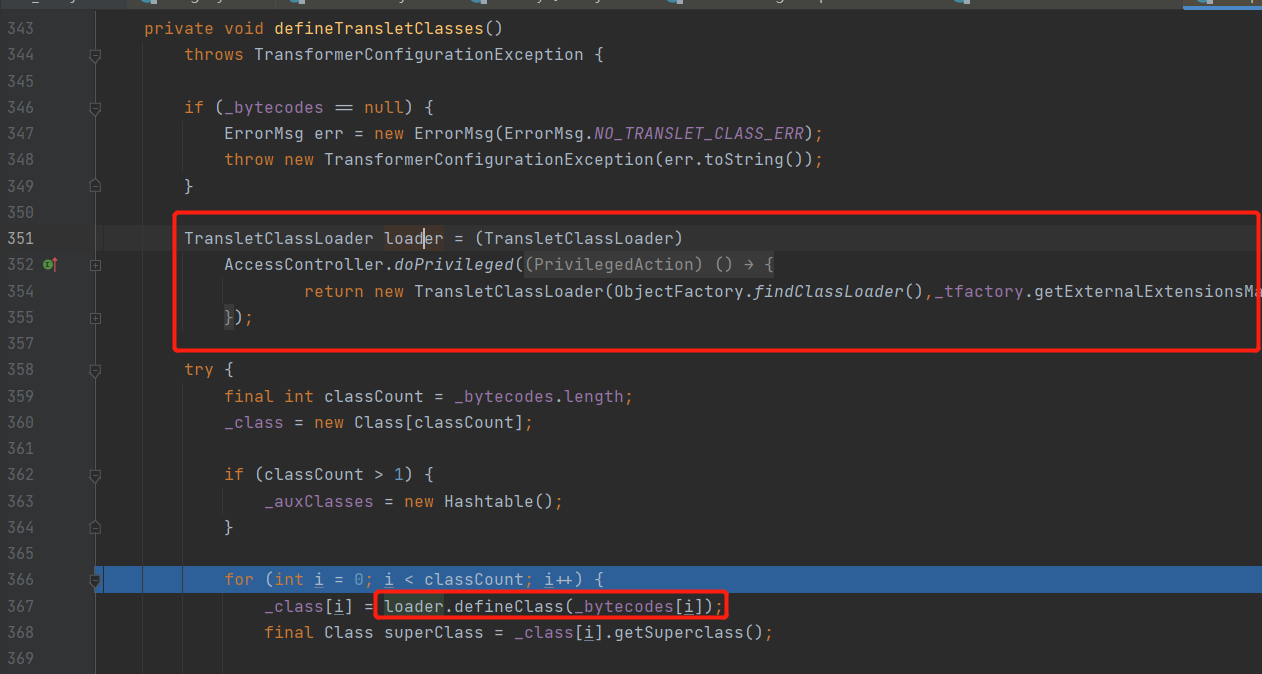 343 private void defineTransletClasses()
344 throws TransformerConfigurationException {
345
346 if (_bytecodes == null) {
347 ErrorMsg err = new ErrorMsg(ErrorMsg.NO_TRANSLET_CLASS_ERR);
348 throw new TransformerConfigurationException(err.toString());
349 }
350
351 TransletClassLoader loader = (TransletClassLoader)
352 AccessController.doPrivileged((PrivilegedAction) () → {
354 return new TransletClassLoader(ObjectFactory.findClassLoader(),_tfactory.getExternalExtensionsMa
355 });
357
358 try {
359 final int classCount = _bytecodes.length;
360 _class = new Class[classCount];
361
362 if (classCount > 1) {
363 _auxClasses = new Hashtable();
364 }
365
366 for (int i = 0; i < classCount; i++) {
367 _class[i] = loader.defineClass(_bytecodes[i]);
368 final Class superClass = _class[i].getSuperclass();
369